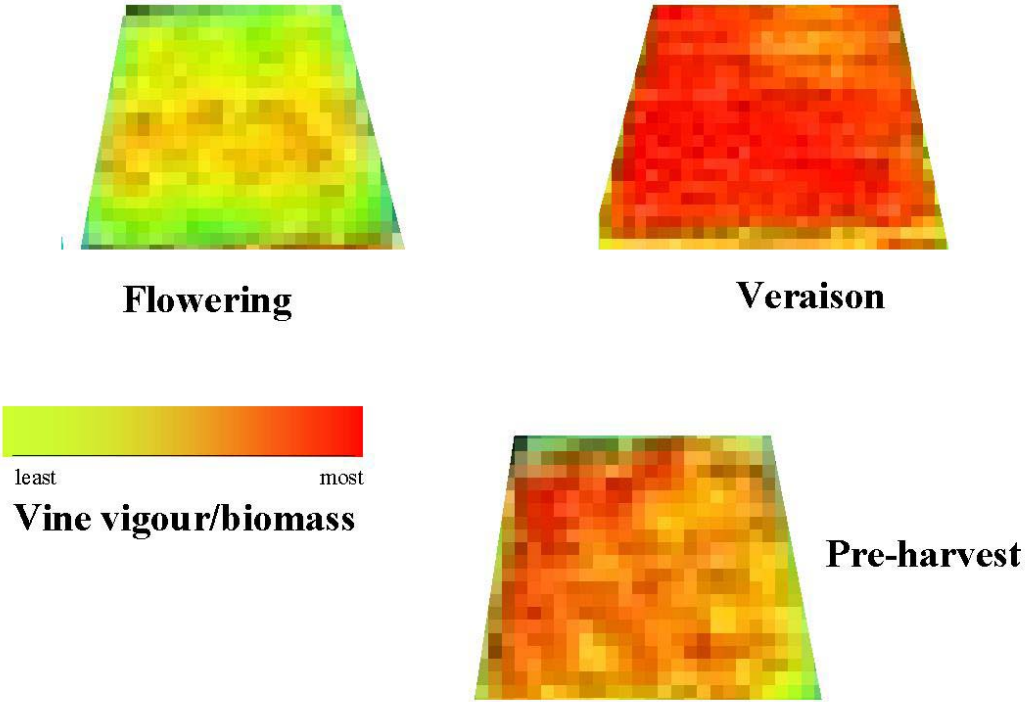 Flowering
Veraison
least most
Vine vigour/biomass
Pre-harvest